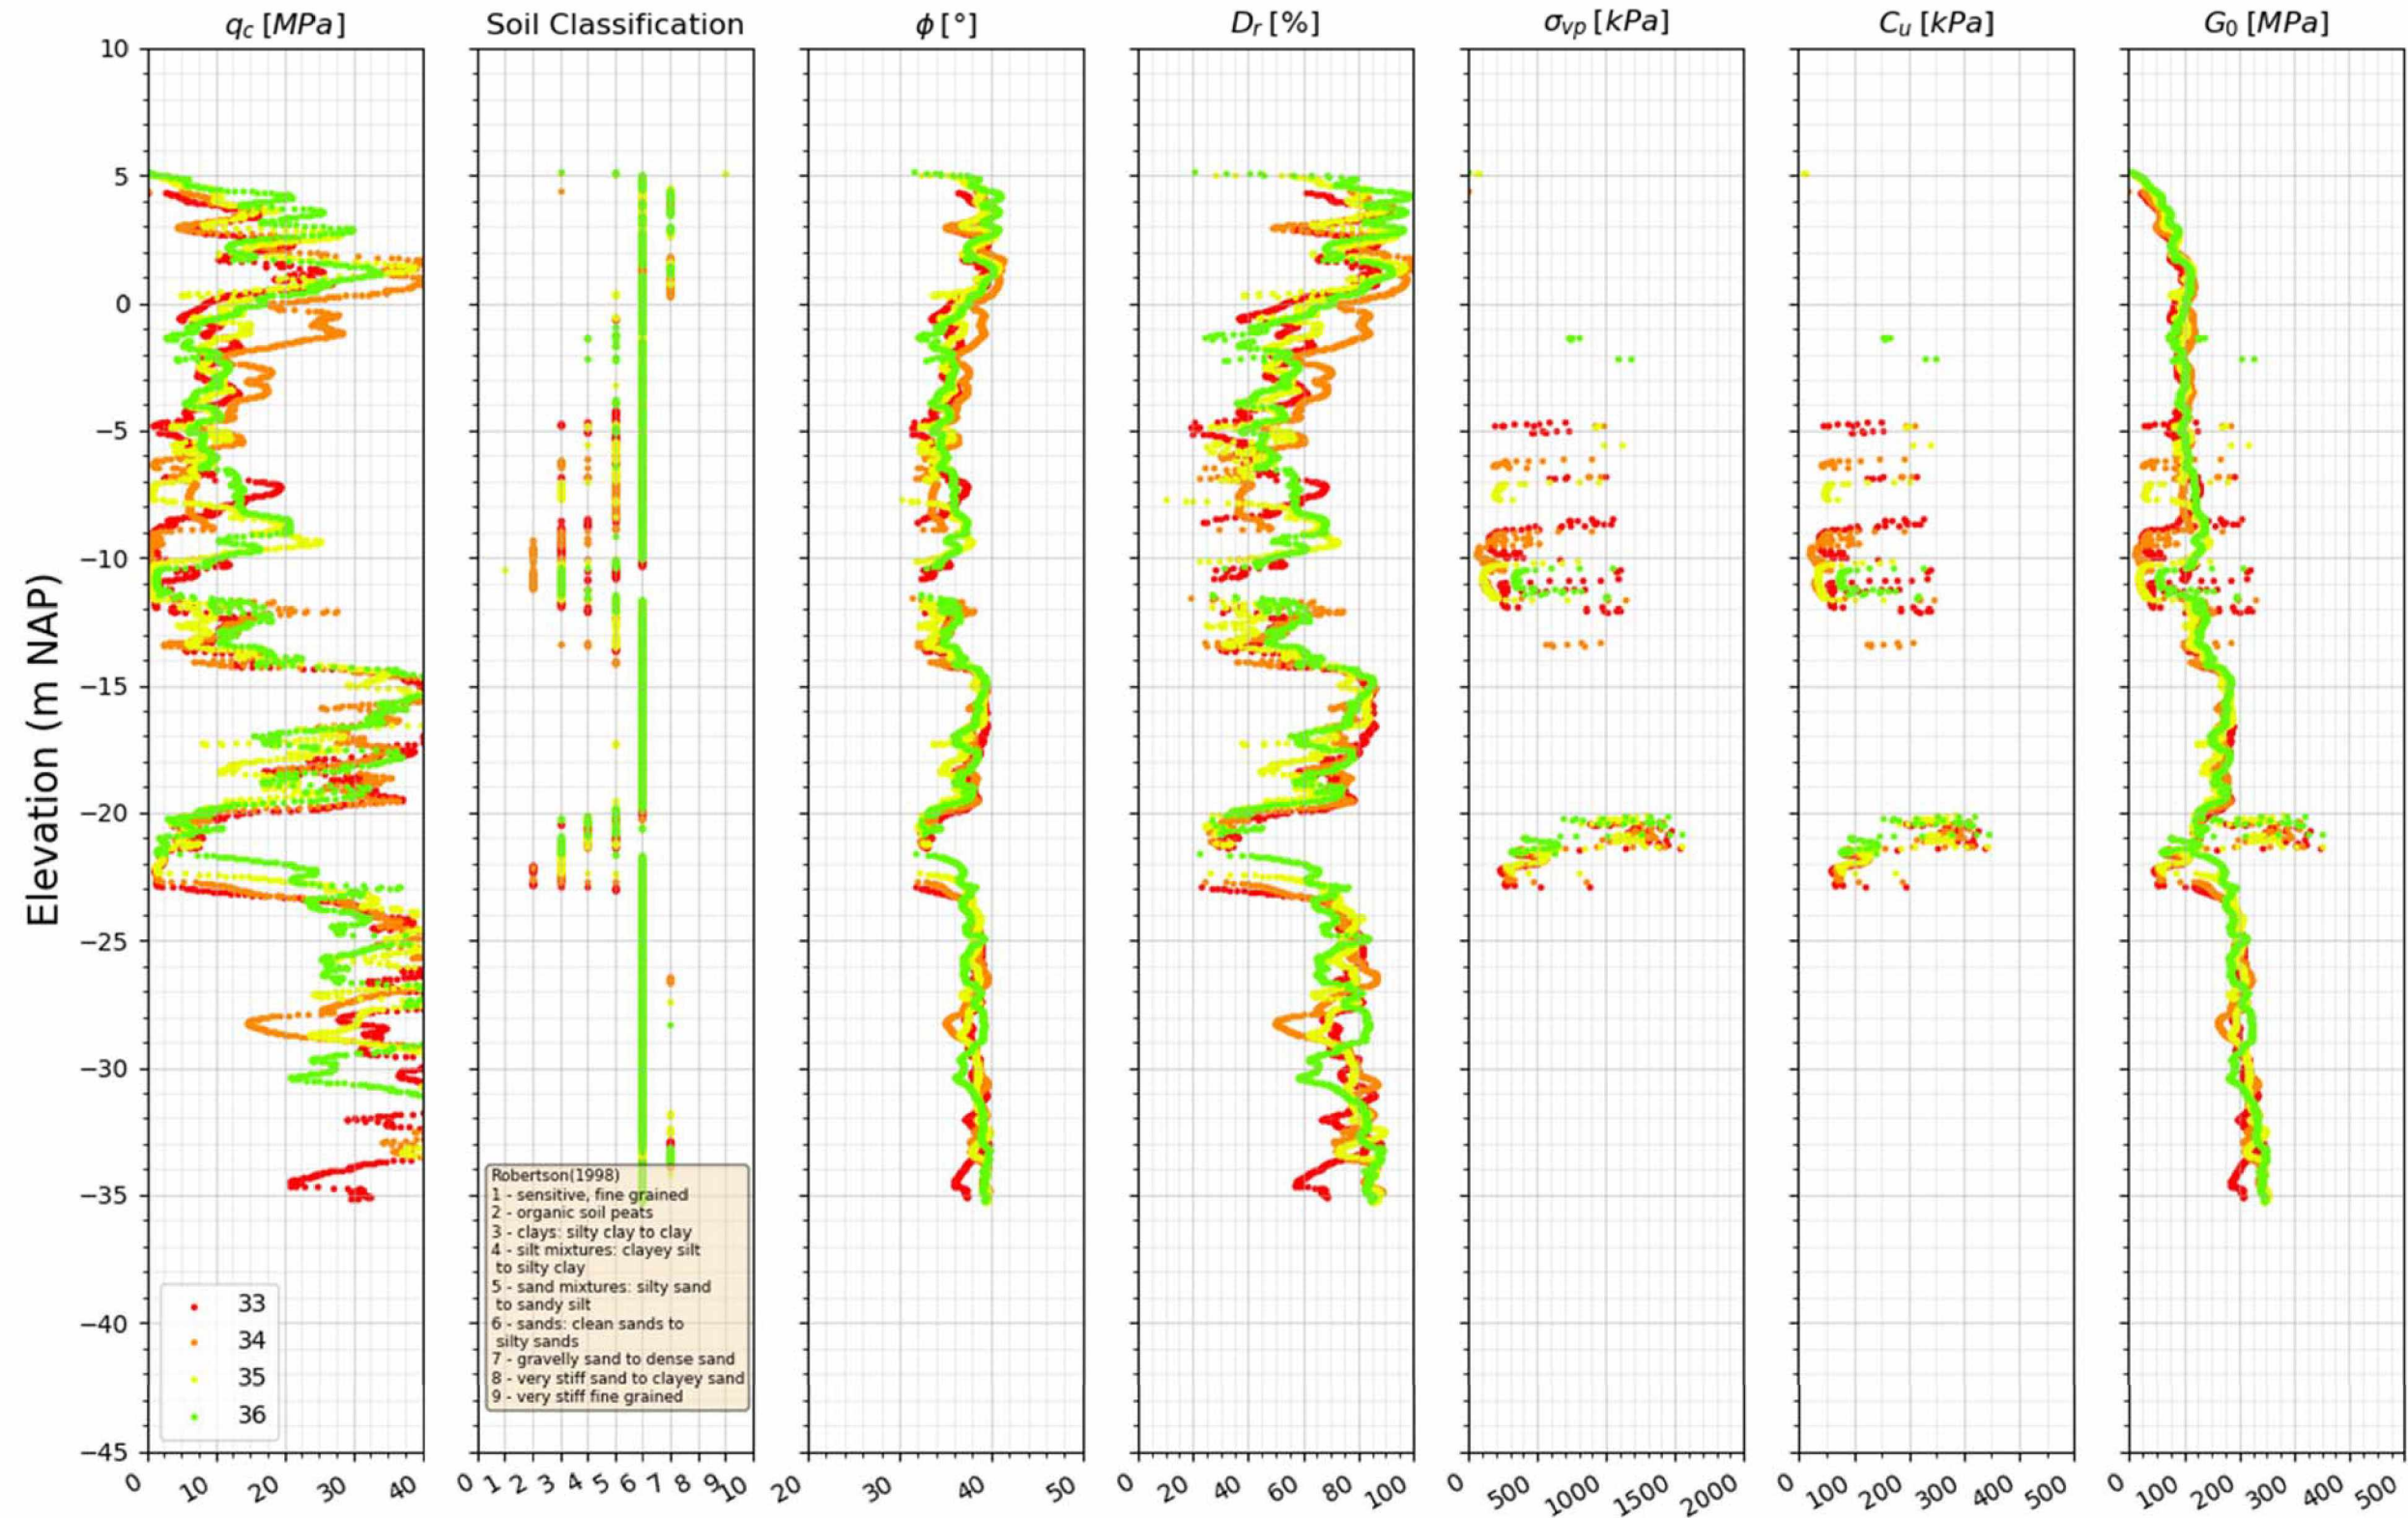 q_c [MPa]
Soil Classification
ϕ [°]
D_r [%]
σ_vp [kPa]
C_u [kPa]
G_0 [MPa]
Elevation (m NAP)
10
5
0
−5
−10
−15
−20
−25
−30
−35
−40
−45
33
34
35
36
Robertson(1998)
1 - sensitive, fine grained
2 - organic soil peats
3 - clays: silty clay to clay
4 - silt mixtures: clayey silt
to silty clay
5 - sand mixtures: silty sand
to sandy silt
6 - sands: clean sands to
silty sands
7 - gravelly sand to dense sand
8 - very stiff sand to clayey sand
9 - very stiff fine grained
0 10 20 30 40
0 1 2 3 4 5 6 7 8 9 10
20 30 40 50
0 20 40 60 80 100
0 500 1000 1500 2000
0 100 200 300 400 500
0 100 200 300 400 500